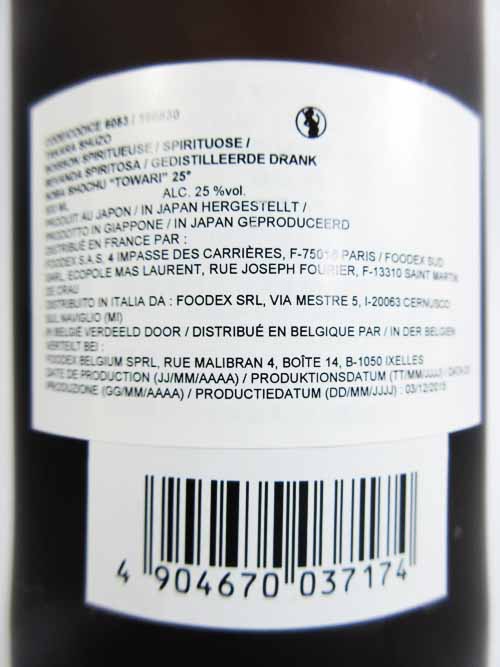 CODE/CODICE 6083 / 
TAKARA SHUZO
BOISSON SPIRITUEUSE / SPIRITUOSE /
BEVANDA SPIRITOSA / GEDISTILLEERDE DRANK
SOBA SHOCHU "TOWARI" 25°
ALC. 25 %vol.
PRODUIT AU JAPON / IN JAPAN HERGESTELLT /
PRODOTTO IN GIAPPONE / IN JAPAN GEPRODUCEERD
DISTRIBUÉ EN FRANCE PAR :
FOODEX S.A.S. 4 IMPASSE DES CARRIÈRES, F-75016 PARIS / FOODEX SUD
SARL, ECOPOLE MAS LAURENT, RUE JOSEPH FOURIER, F-13310 SAINT MARTIN
DE CRAU
DISTRIBUITO IN ITALIA DA : FOODEX SRL, VIA MESTRE 5, I-20063 CERNUSCO
SUL NAVIGLIO (MI)
IN BELGIË VERDEELD DOOR / DISTRIBUÉ EN BELGIQUE PAR / IN DER BELGIEN
VERTEILT BEI :
FOODEX BELGIUM SPRL, RUE MALIBRAN 4, BOÎTE 14, B-1050 IXELLES
DATE DE PRODUCTION (JJ/MM/AAAA) / PRODUKTIONSDATUM (TT/MM/JJJJ) / DATA DI
PRODUZIONE (GG/MM/AAAA) / PRODUCTIEDATUM (DD/MM/JJJJ) : 03/12/2015
4 904670 037174